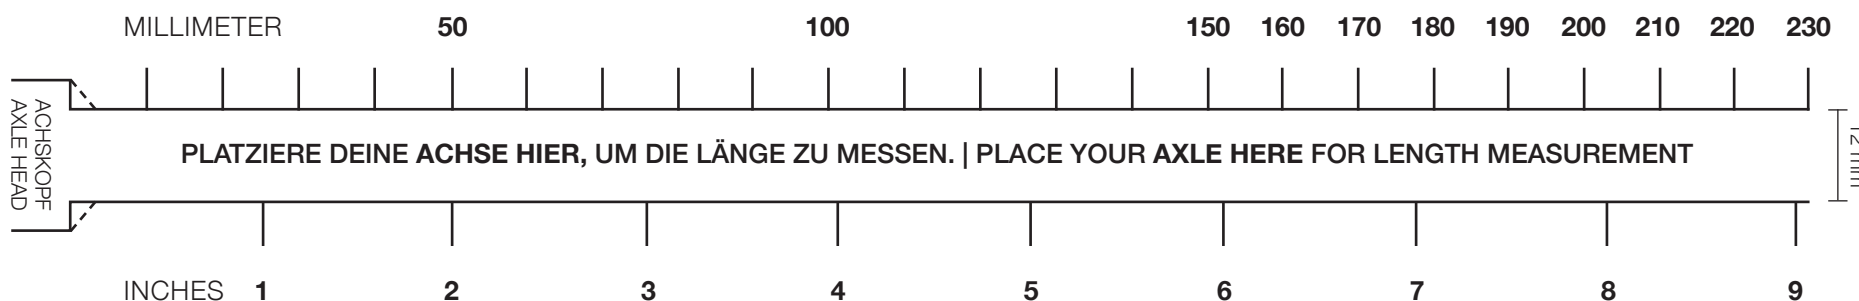 MILLIMETER 50 100 150 160 170 180 190 200 210 220 230
ACHSKOPF
AXLE HEAD
PLATZIERE DEINE ACHSE HIER, UM DIE LÄNGE ZU MESSEN. | PLACE YOUR AXLE HERE FOR LENGTH MEASUREMENT
INCHES 1 2 3 4 5 6 7 8 9